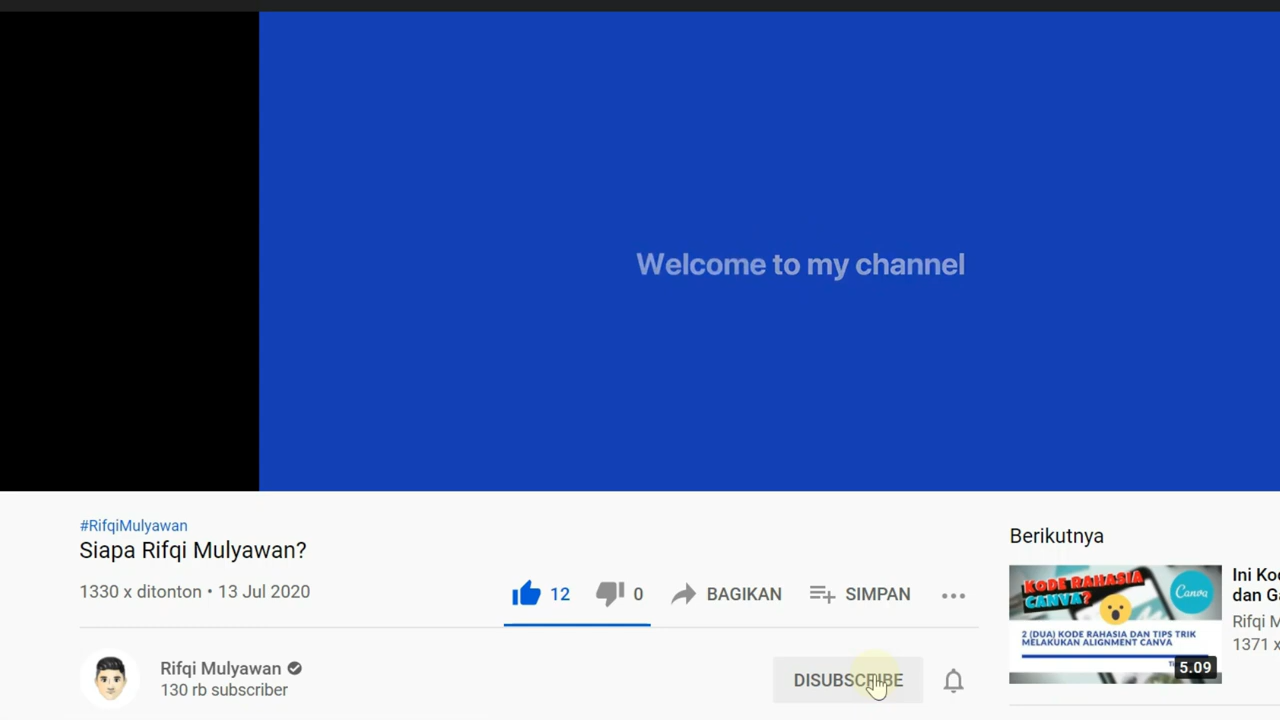 Welcome to my channel
#RifqiMulyawan
Siapa Rifqi Mulyawan?
1330 x ditonton • 13 Jul 2020
12
0
BAGIKAN
SIMPAN
Rifqi Mulyawan
130 rb subscriber
DISUBSCRIBE
Berikutnya
KODE RAHASIA
CANVA?
Canva
2 (DUA) KODE RAHASIA DAN TIPS TRIK
MELAKUKAN ALIGNMENT CANVA
5.09
Ini
dan
Rifqi
1371 x